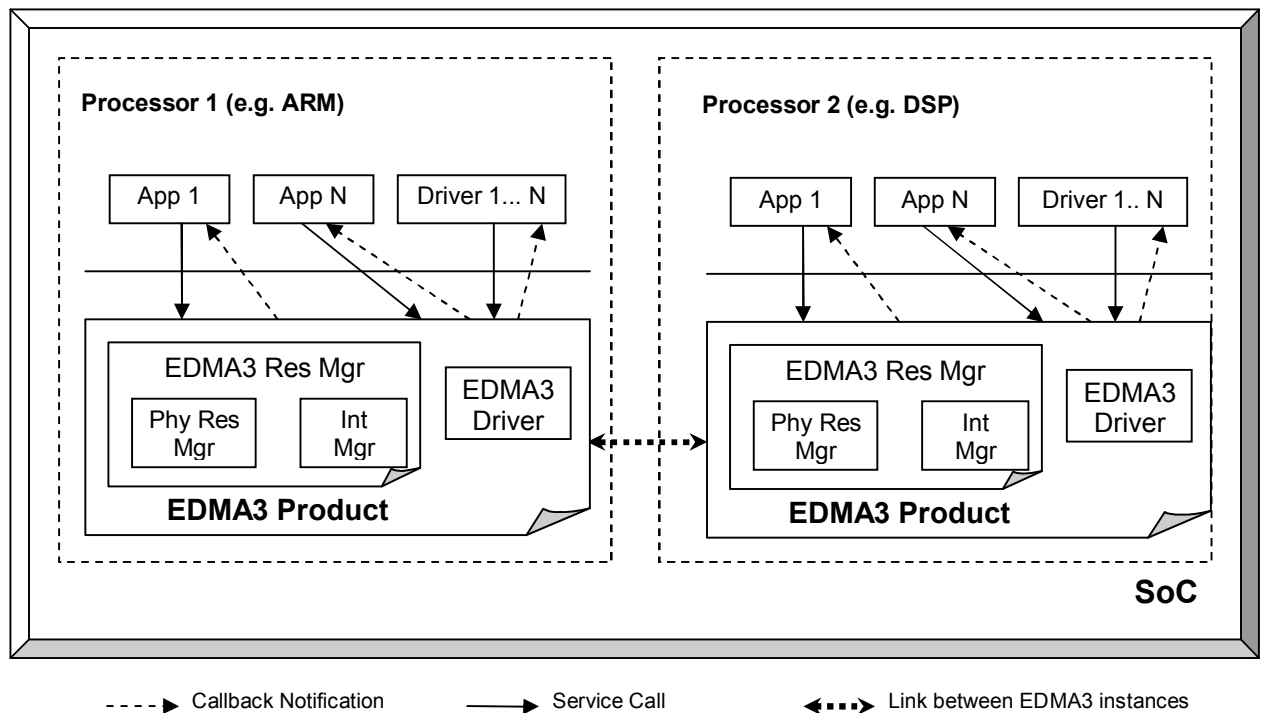 Processor 1 (e.g. ARM)
App 1
App N
Driver 1... N
EDMA3 Res Mgr
Phy Res
Mgr
Int
Mgr
EDMA3
Driver
EDMA3 Product
Processor 2 (e.g. DSP)
App 1
App N
Driver 1.. N
EDMA3 Res Mgr
Phy Res
Mgr
Int
Mgr
EDMA3
Driver
EDMA3 Product
SoC
Callback Notification
Service Call
Link between EDMA3 instances